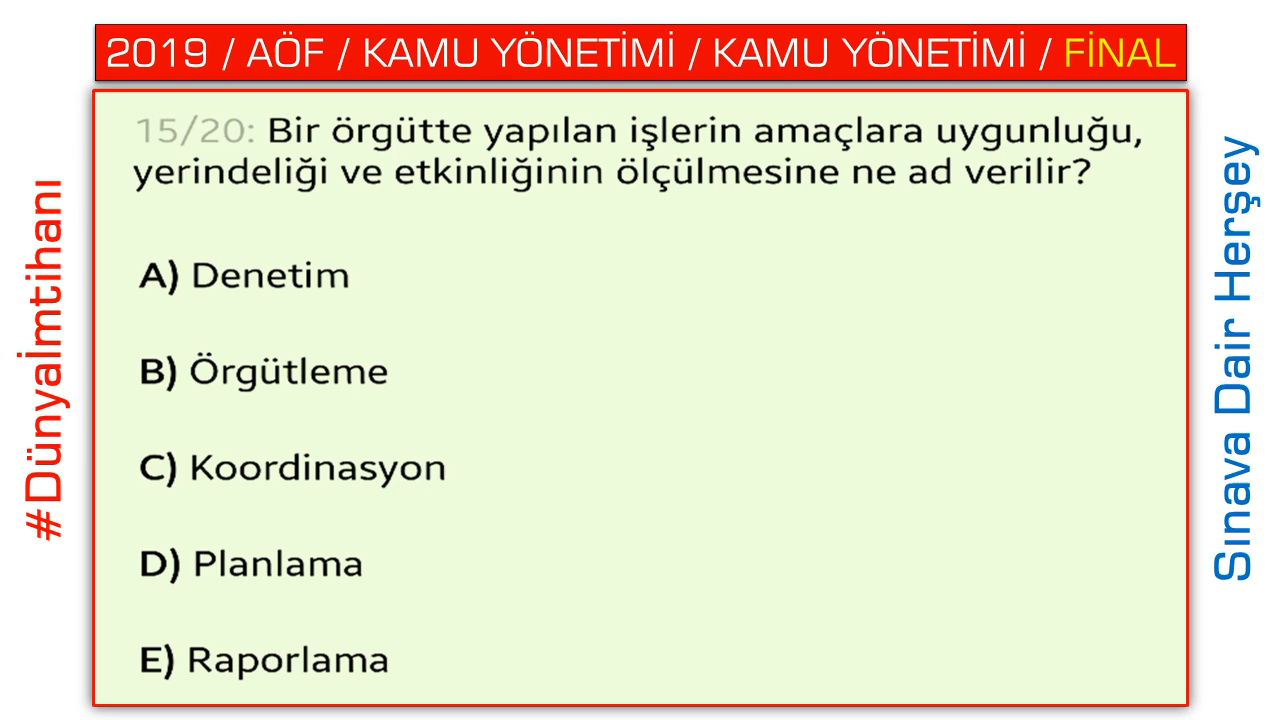 2019 / AÖF / KAMU YÖNETİMİ / KAMU YÖNETİMİ / FİNAL
#Dünyaİmtihanı
15/20: Bir örgütte yapılan işlerin amaçlara uygunluğu,
yerindeliği ve etkinliğinin ölçülmesine ne ad verilir?
A) Denetim
B) Örgütleme
C) Koordinasyon
D) Planlama
E) Raporlama
Sınava Dair Herşey